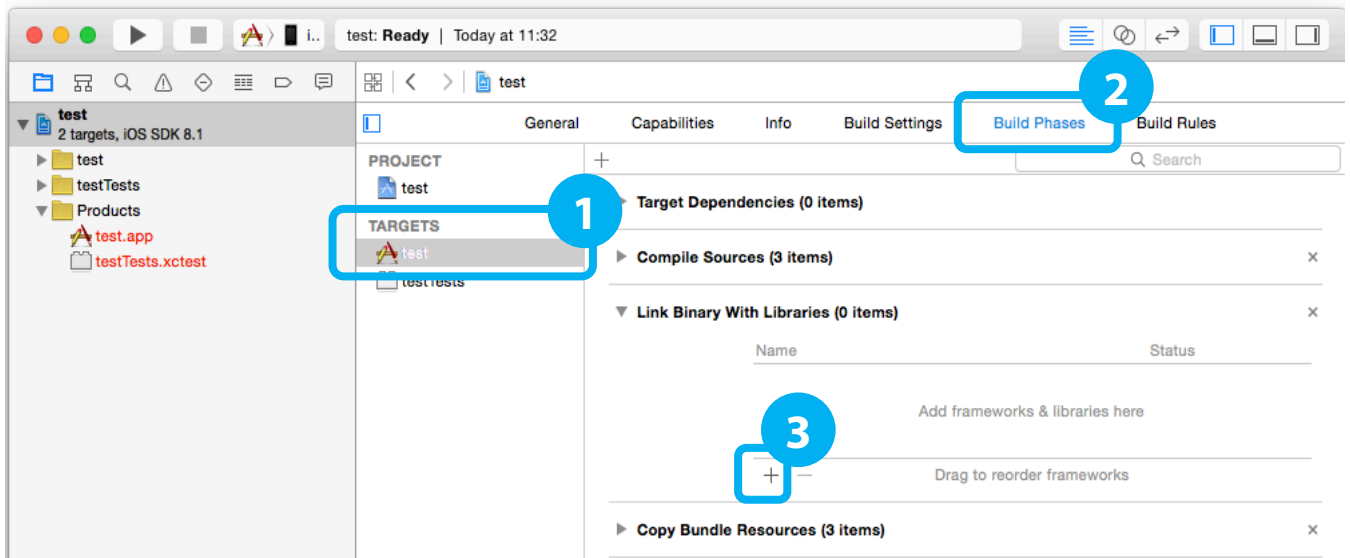 i..
test: Ready | Today at 11:32
test
2 targets, iOS SDK 8.1
test
testTests
Products
test.app
testTests.xctest
test
General Capabilities Info Build Settings Build Phases Build Rules
2
PROJECT
test
TARGETS
test
testTests
1
Search
Target Dependencies (0 items)
Compile Sources (3 items)
Link Binary With Libraries (0 items)
Name Status
Add frameworks & libraries here
3
Drag to reorder frameworks
Copy Bundle Resources (3 items)